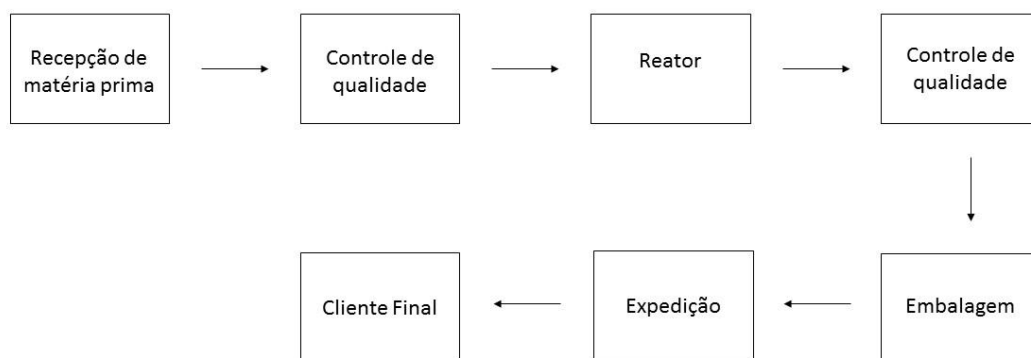 Recepção de
matéria prima
Controle de
qualidade
Reator
Controle de
qualidade
Embalagem
Expedição
Cliente Final